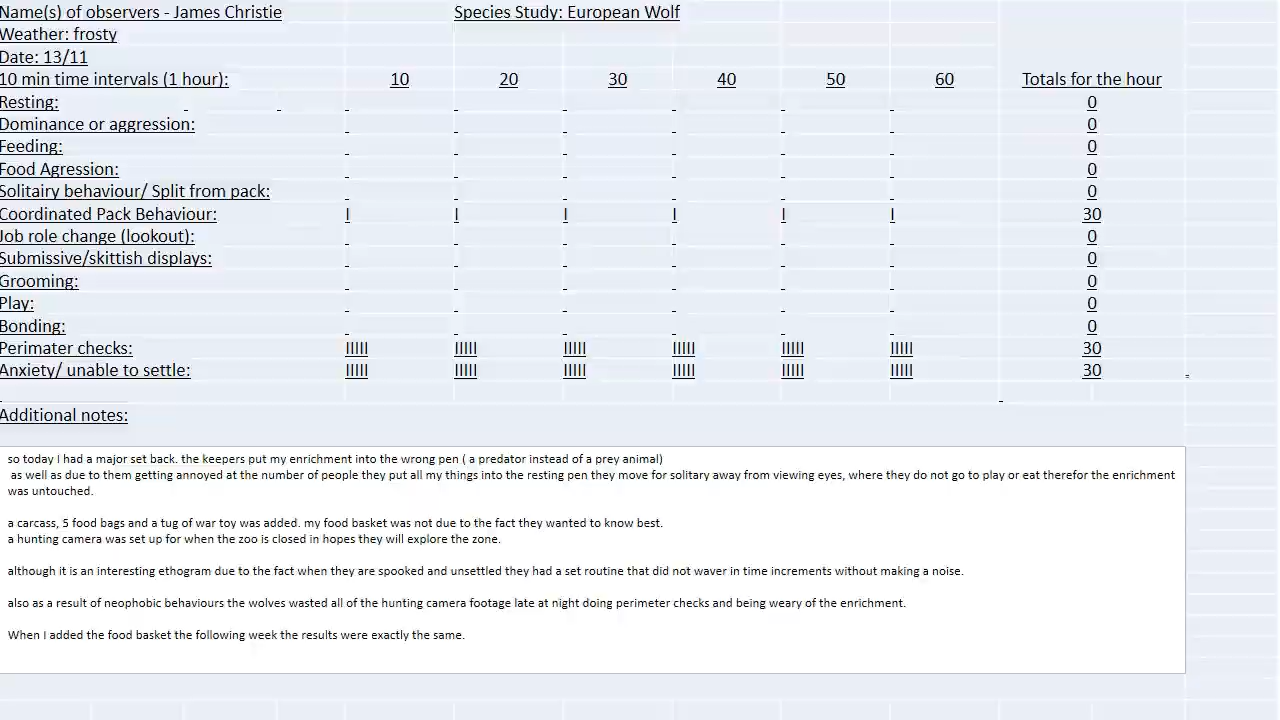 Name(s) of observers - James Christie Species Study: European Wolf
Weather: frosty
Date: 13/11
10 min time intervals (1 hour): 10 20 30 40 50 60 Totals for the hour
Resting: 0
Dominance or aggression: 0
Feeding: 0
Food Agression: 0
Solitairy behaviour/ Split from pack: 0
Coordinated Pack Behaviour: I I I I I I 30
Job role change (lookout): 0
Submissive/skittish displays: 0
Grooming: 0
Play: 0
Bonding: 0
Perimater checks: IIIII IIIII IIIII IIIII IIIII IIIII 30
Anxiety/ unable to settle: IIIII IIIII IIIII IIIII IIIII IIIII 30
Additional notes:
so today I had a major set back. the keepers put my enrichment into the wrong pen ( a predator instead of a prey animal)
as well as due to them getting annoyed at the number of people they put all my things into the resting pen they move for solitary away from viewing eyes, where they do not go to play or eat therefor the enrichment
was untouched.
a carcass, 5 food bags and a tug of war toy was added. my food basket was not due to the fact they wanted to know best.
a hunting camera was set up for when the zoo is closed in hopes they will explore the zone.
although it is an interesting ethogram due to the fact when they are spooked and unsettled they had a set routine that did not waver in time increments without making a noise.
also as a result of neophobic behaviours the wolves wasted all of the hunting camera footage late at night doing perimeter checks and being weary of the enrichment.
When I added the food basket the following week the results were exactly the same.